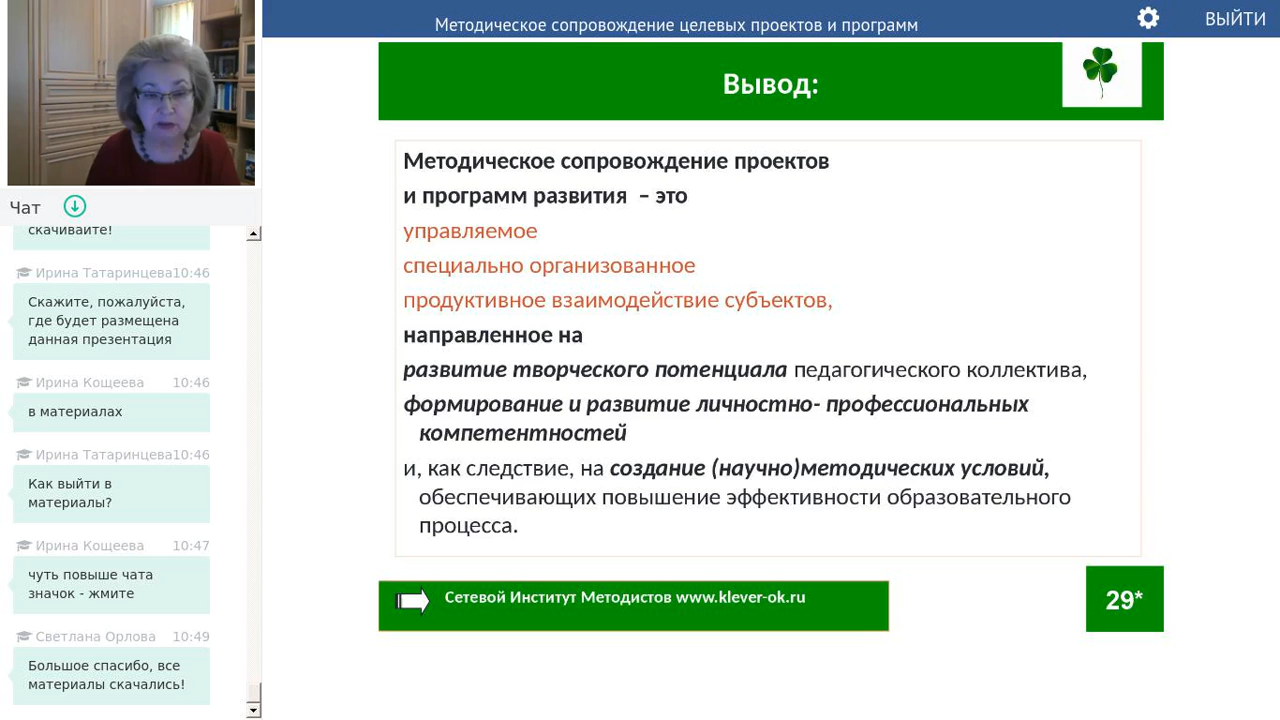 Методическое сопровождение целевых проектов и программ
ВЫЙТИ
Чат
скачивайте!
Ирина Татаринцева10:46
Скажите, пожалуйста,
где будет размещена
данная презентация
Ирина Кощеева 10:46
в материалах
Ирина Татаринцева10:46
Как выйти в
материалы?
Ирина Кощеева 10:47
чуть повыше чата
значок - жмите
Светлана Орлова 10:49
Большое спасибо, все
материалы скачались!
Вывод:
Методическое сопровождение проектов
и программ развития – это
управляемое
специально организованное
продуктивное взаимодействие субъектов,
направленное на
развитие творческого потенциала педагогического коллектива,
формирование и развитие личностно- профессиональных
компетентностей
и, как следствие, на создание (научно)методических условий,
обеспечивающих повышение эффективности образовательного
процесса.
Сетевой Институт Методистов www.klever-ok.ru
29*